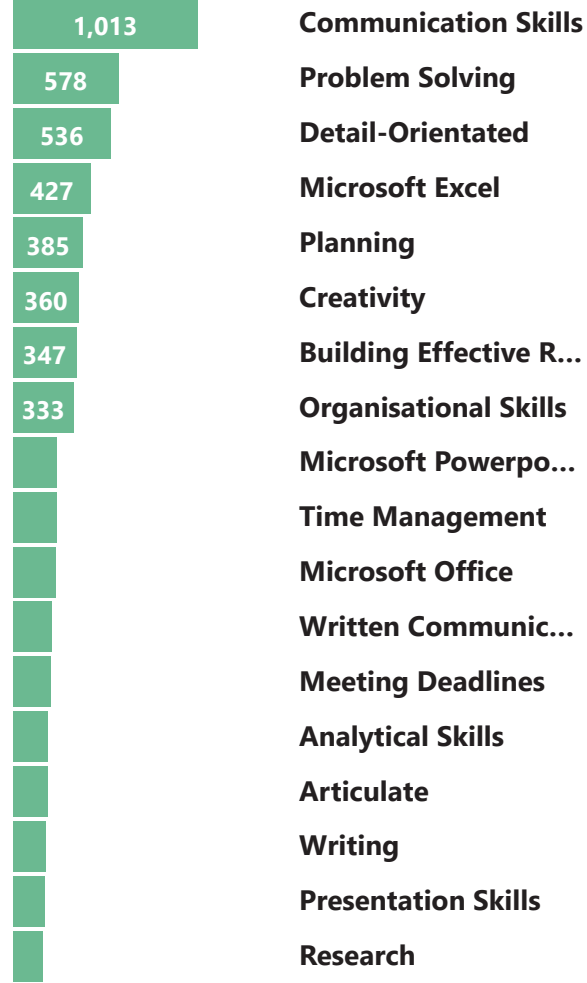 1,013 Communication Skills
578 Problem Solving
536 Detail-Orientated
427 Microsoft Excel
385 Planning
360 Creativity
347 Building Effective R...
333 Organisational Skills
Microsoft Powerpo...
Time Management
Microsoft Office
Written Communic...
Meeting Deadlines
Analytical Skills
Articulate
Writing
Presentation Skills
Research